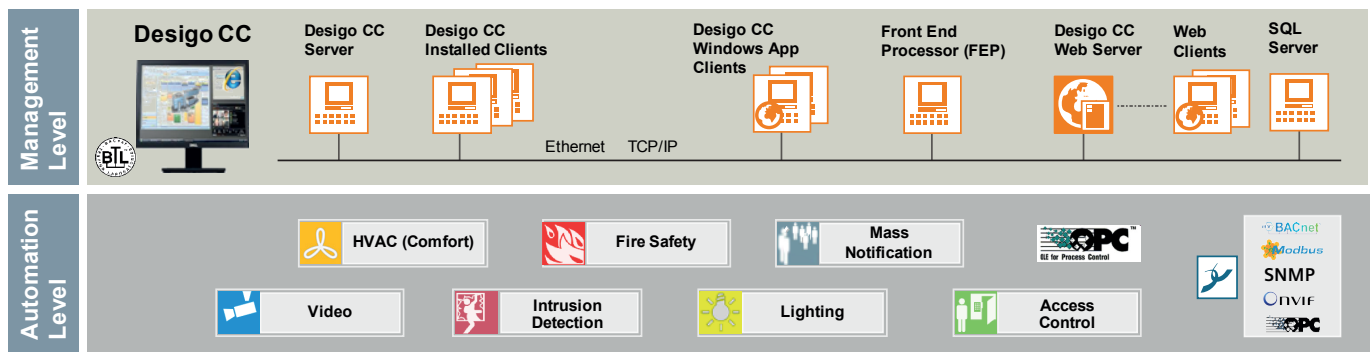 Management
Level
Desigo CC
BTL
Desigo CC
Server
Desigo CC
Installed Clients
Desigo CC
Windows App
Clients
Front End
Processor (FEP)
Desigo CC
Web Server
Web
Clients
SQL
Server
Ethernet TCP/IP
Automation
Level
HVAC (Comfort)
Fire Safety
Mass
Notification
OPC™
OLE for Process Control
Video
Intrusion
Detection
Lighting
Access
Control
BACnet
Modbus
SNMP
ONVIF
OPC